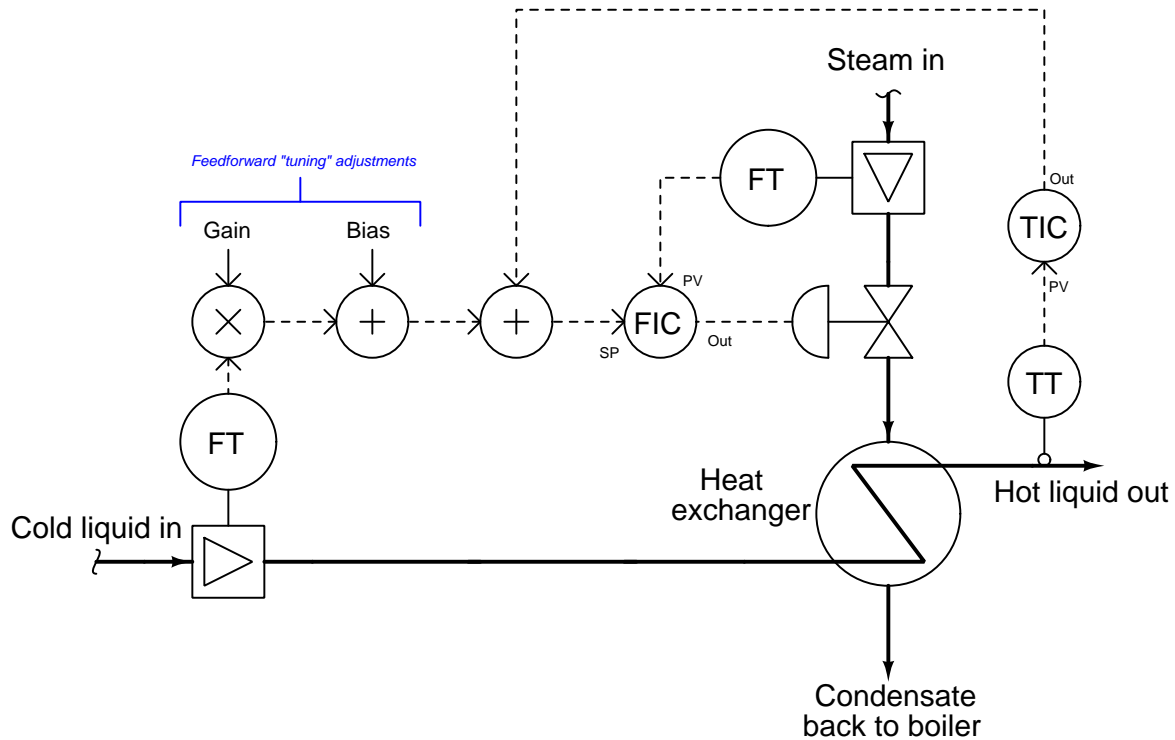 Steam in
Feedforward "tuning" adjustments
FT
Out
Gain
Bias
TIC
PV
PV
×
+
+
FIC
SP
Out
TT
FT
Heat
exchanger
Hot liquid out
Cold liquid in
Condensate
back to boiler